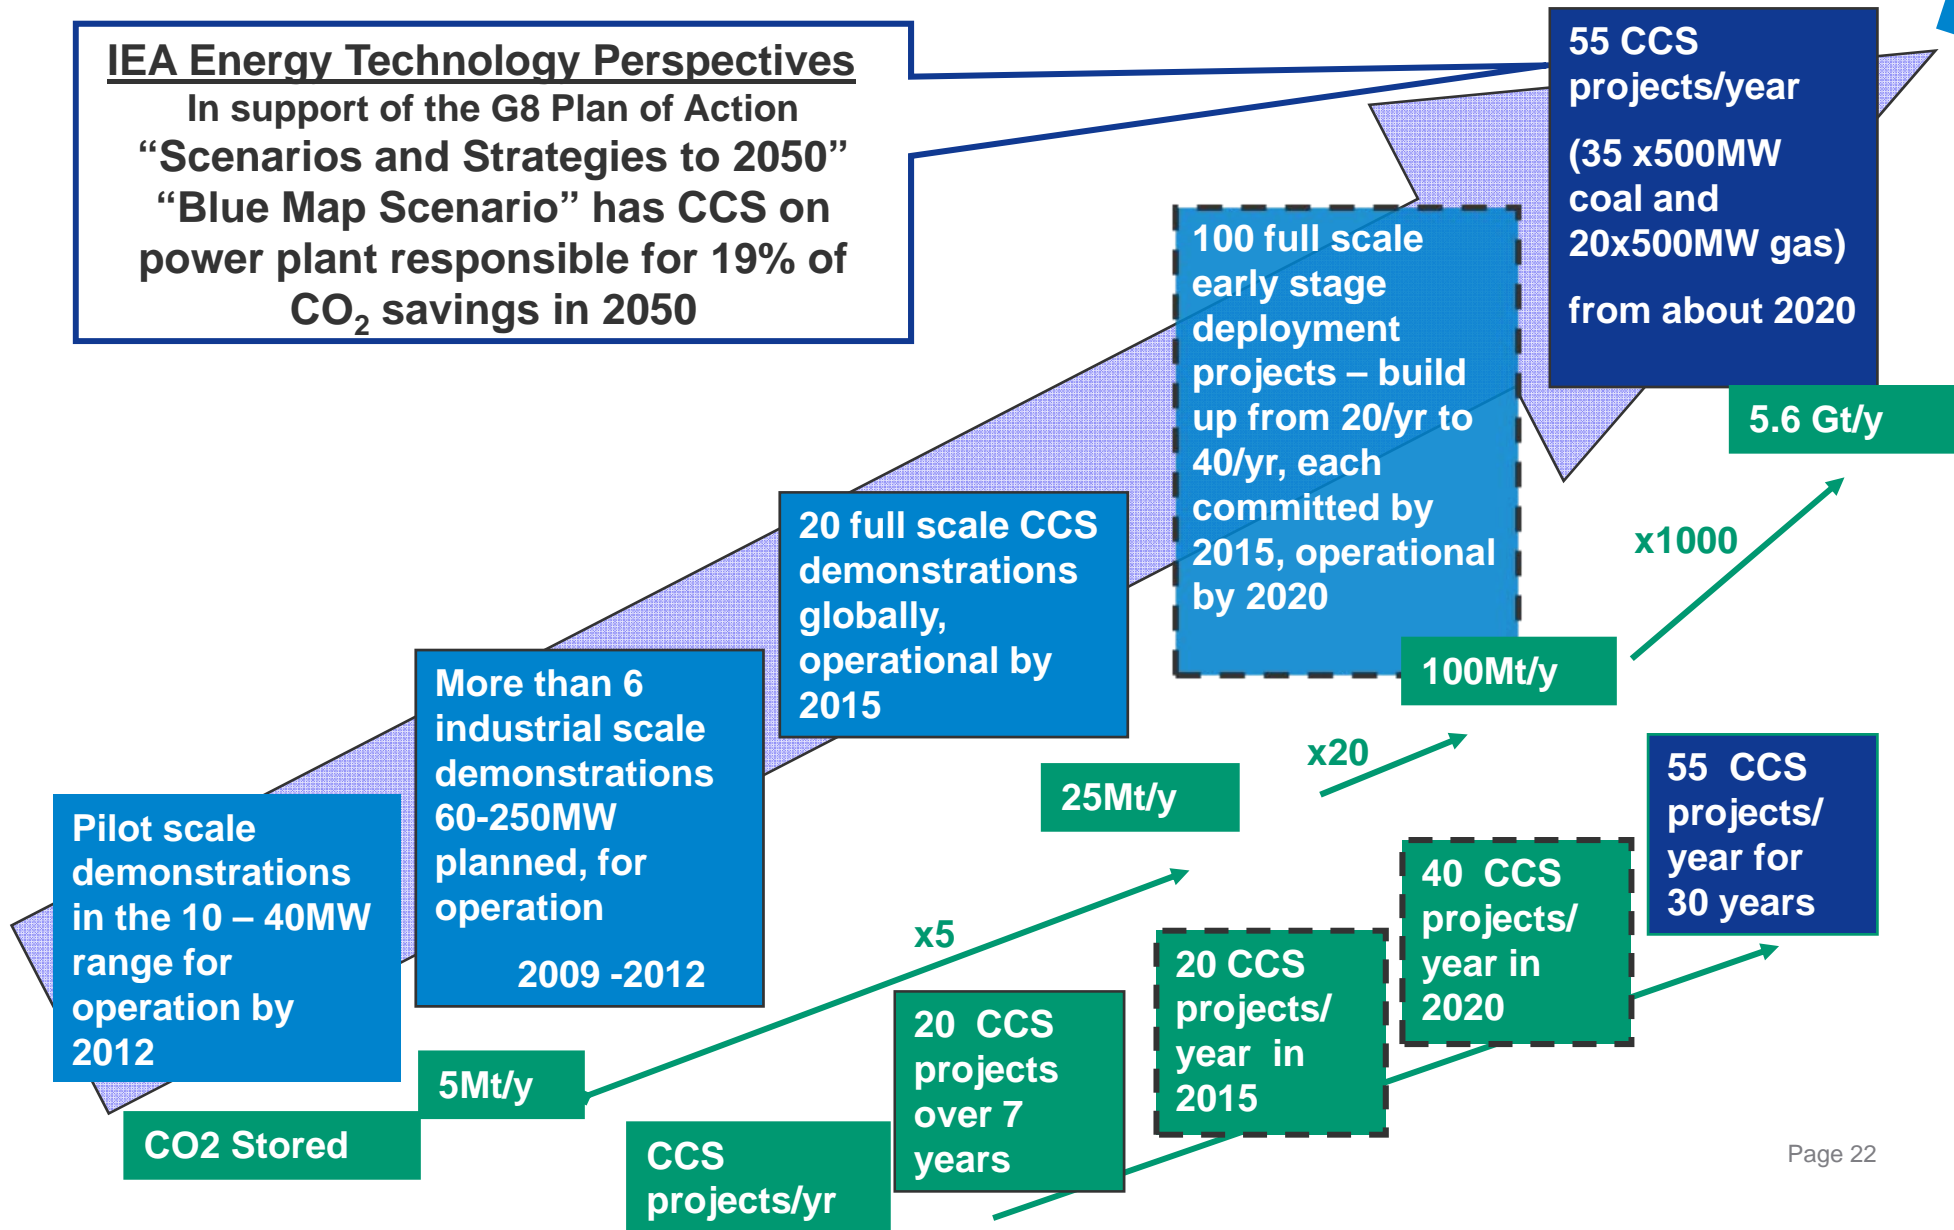 IEA Energy Technology Perspectives
In support of the G8 Plan of Action
“Scenarios and Strategies to 2050”
“Blue Map Scenario” has CCS on
power plant responsible for 19% of
CO₂ savings in 2050
55 CCS
projects/year
(35 x500MW
coal and
20x500MW gas)
from about 2020
5.6 Gt/y
100 full scale
early stage
deployment
projects – build
up from 20/yr to
40/yr, each
committed by
2015, operational
by 2020
x1000
100Mt/y
20 full scale CCS
demonstrations
globally,
operational by
2015
x20
25Mt/y
More than 6
industrial scale
demonstrations
60-250MW
planned, for
operation
2009 -2012
Pilot scale
demonstrations
in the 10 – 40MW
range for
operation by
2012
x5
5Mt/y
CO2 Stored
CCS
projects/yr
20 CCS
projects
over 7
years
20 CCS
projects/
year in
2015
40 CCS
projects/
year in
2020
55 CCS
projects/
year for
30 years
Page 22